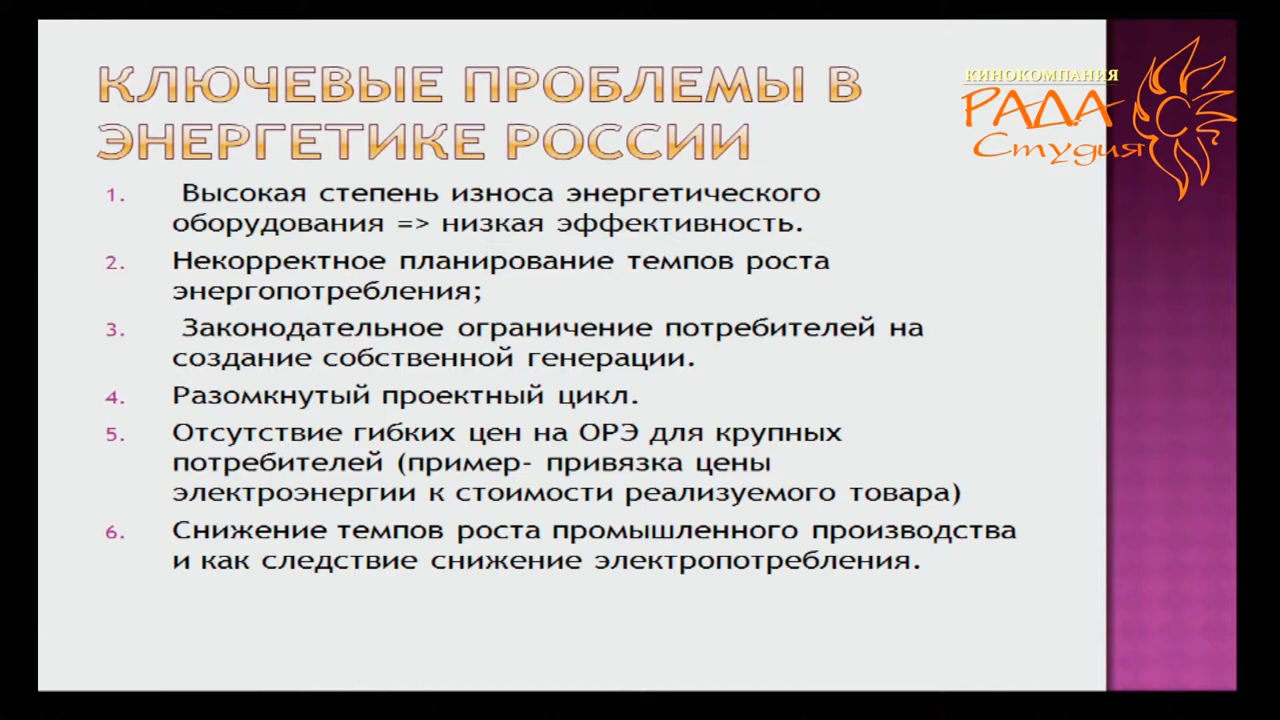 КЛЮЧЕВЫЕ ПРОБЛЕМЫ В
ЭНЕРГЕТИКЕ РОССИИ
КИНОКОМПАНИЯ
РАДА
Студия
1. Высокая степень износа энергетического
оборудования => низкая эффективность.
2. Некорректное планирование темпов роста
энергопотребления;
3. Законодательное ограничение потребителей на
создание собственной генерации.
4. Разомкнутый проектный цикл.
5. Отсутствие гибких цен на ОРЭ для крупных
потребителей (пример- привязка цены
электроэнергии к стоимости реализуемого товара)
6. Снижение темпов роста промышленного производства
и как следствие снижение электропотребления.